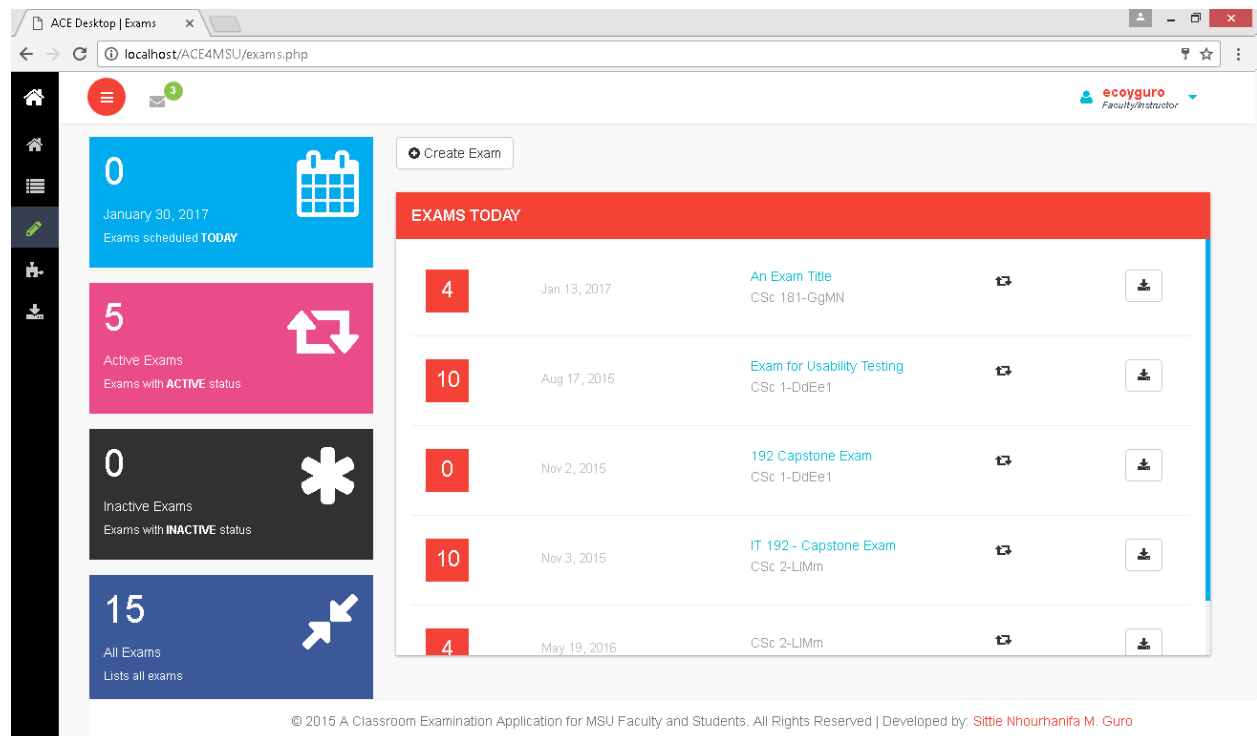 ACE Desktop | Exams
localhost/ACE4MSU/exams.php
3
ecoyguro
Faculty/Instructor
0
January 30, 2017
Exams scheduled TODAY
5
Active Exams
Exams with ACTIVE status
0
Inactive Exams
Exams with INACTIVE status
15
All Exams
Lists all exams
Create Exam
EXAMS TODAY
4 Jan 13, 2017 An Exam Title
CSc 181-GgMN
10 Aug 17, 2015 Exam for Usability Testing
CSc 1-DdEe1
0 Nov 2, 2015 192 Capstone Exam
CSc 1-DdEe1
10 Nov 3, 2015 IT 192 - Capstone Exam
CSc 2-LlMm
4 May 19, 2016 CSc 2-LlMm
© 2015 A Classroom Examination Application for MSU Faculty and Students. All Rights Reserved | Developed by: Sittie Nhourhanifa M. Guro